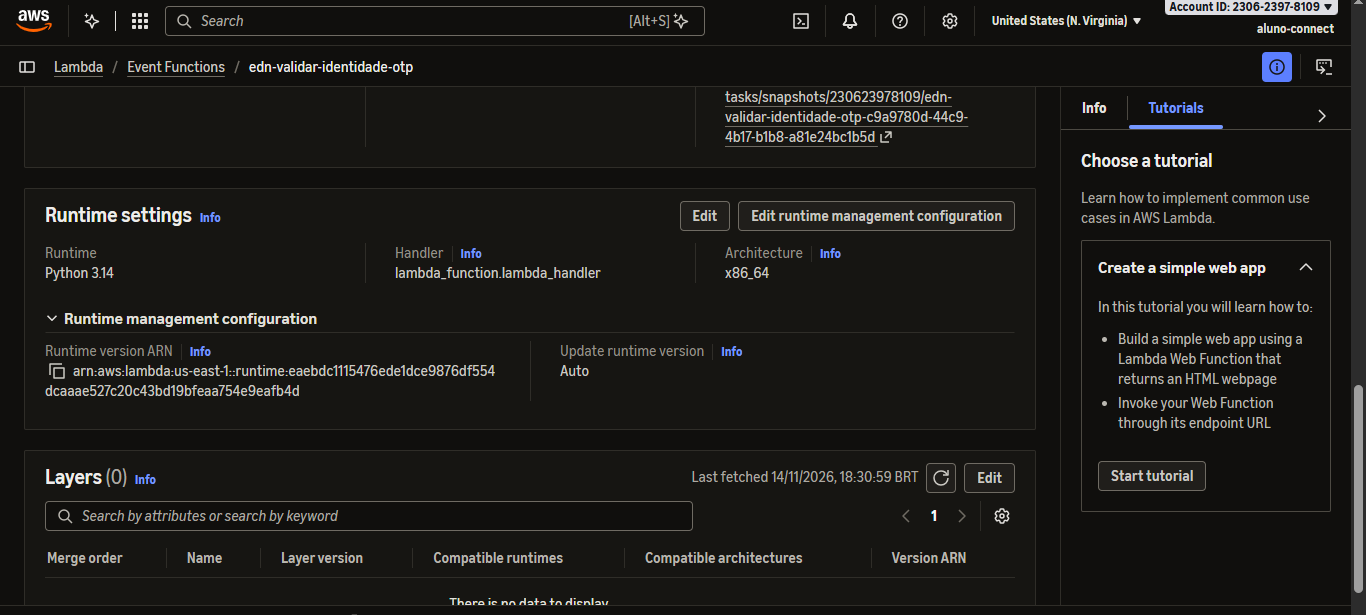 aws
Search
[Alt+S]
United States (N. Virginia) ▼
Account ID: 2306-2397-8109 ▼
aluno-connect
Lambda / Event Functions / edn-validar-identidade-otp
tasks/snapshots/230623978109/edn-
validar-identidade-otp-c9a9780d-44c9-
4b17-b1b8-a81e24bc1b5d
Runtime settings Info
Edit
Edit runtime management configuration
Runtime
Python 3.14
Handler Info
lambda_function.lambda_handler
Architecture Info
x86_64
Runtime management configuration
Runtime version ARN Info
arn:aws:lambda:us-east-1::runtime:eaebdc1115476ede1dce9876df554
dcaaae527c20c43bd19bfeaa754e9eafb4d
Update runtime version Info
Auto
Layers (0) Info
Last fetched 14/11/2026, 18:30:59 BRT
Edit
Search by attributes or search by keyword
1
Merge order Name Layer version Compatible runtimes Compatible architectures Version ARN
There is no data to display
Info
Tutorials
Choose a tutorial
Learn how to implement common use
cases in AWS Lambda.
Create a simple web app
In this tutorial you will learn how to:
• Build a simple web app using a
Lambda Web Function that
returns an HTML webpage
• Invoke your Web Function
through its endpoint URL
Start tutorial